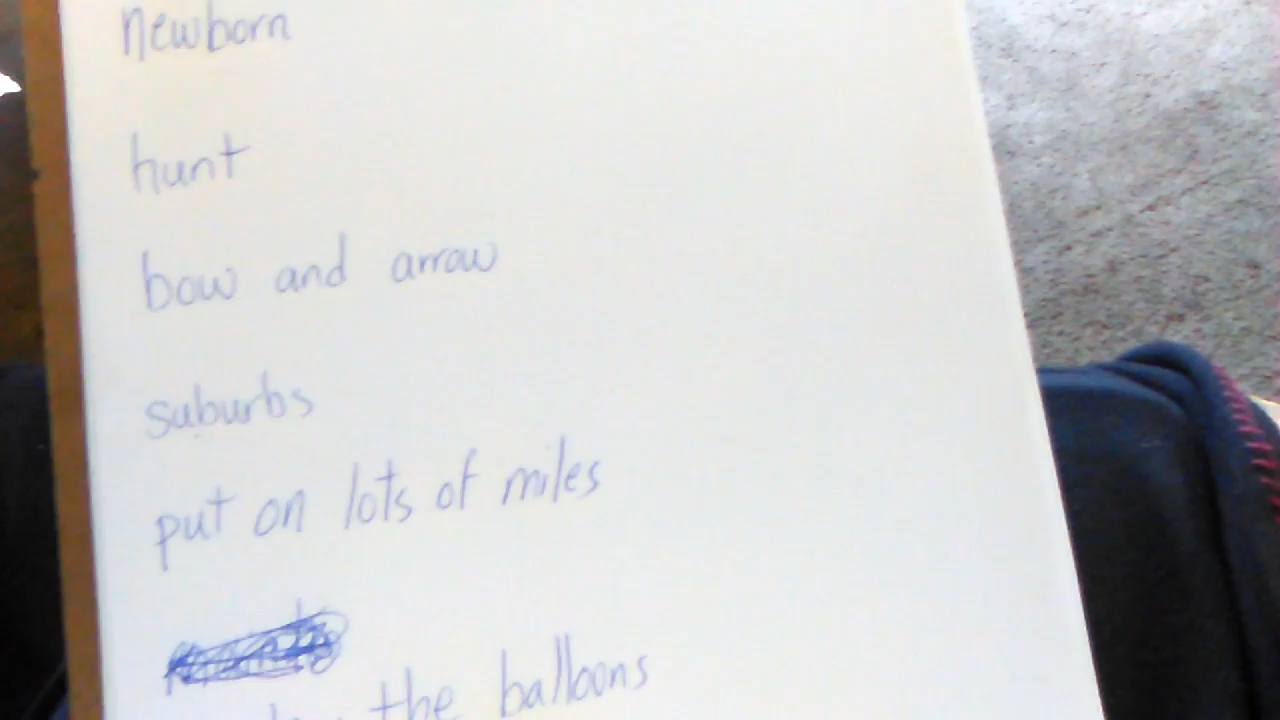 newborn
hunt
bow and arrow
suburbs
put on lots of miles
the balloons